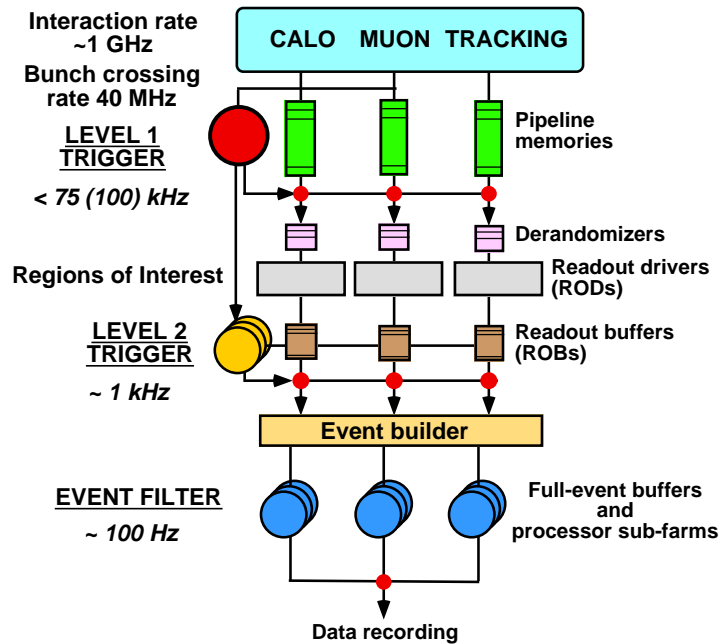 Interaction rate
~1 GHz
CALO MUON TRACKING
Bunch crossing
rate 40 MHz
Pipeline
memories
LEVEL 1
TRIGGER
< 75 (100) kHz
Derandomizers
Regions of Interest
Readout drivers
(RODs)
LEVEL 2
TRIGGER
Readout buffers
(ROBs)
~ 1 kHz
Event builder
EVENT FILTER
~ 100 Hz
Full-event buffers
and
processor sub-farms
Data recording